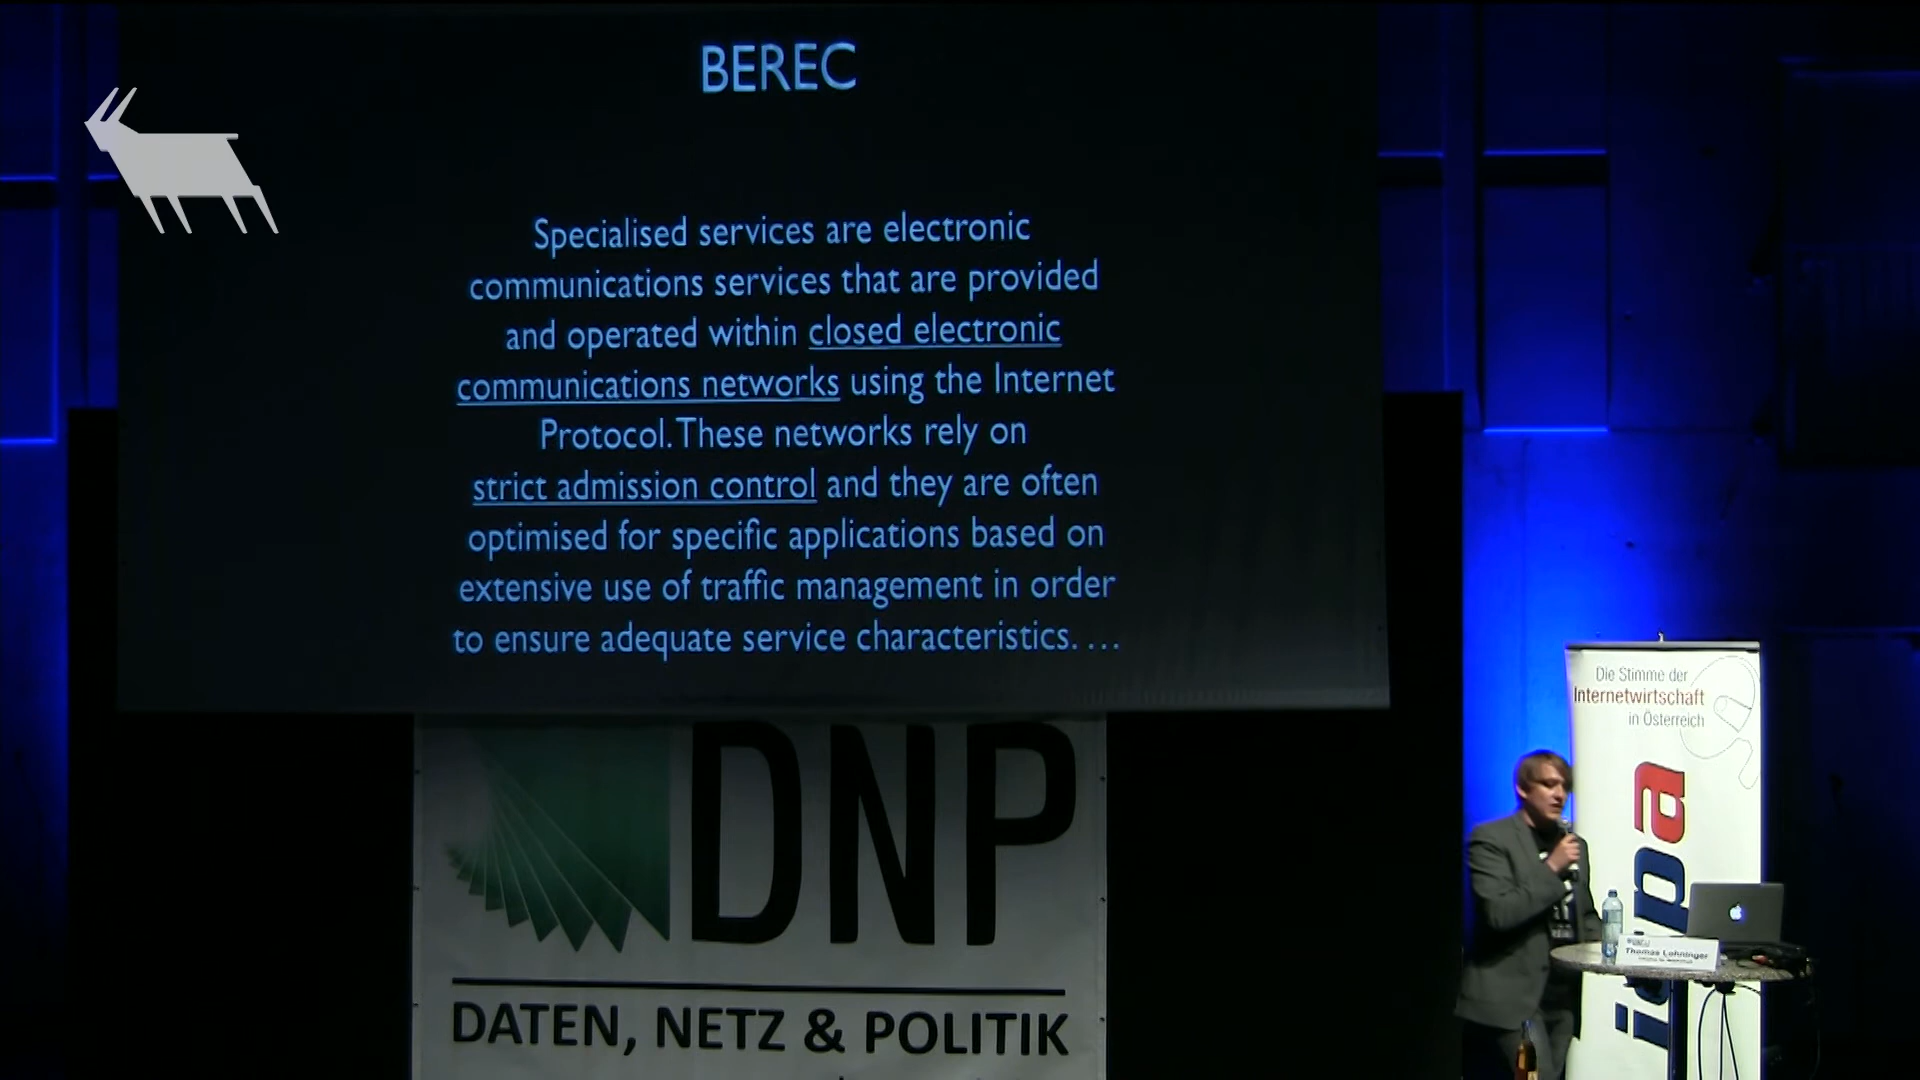 BEREC
Specialised services are electronic
communications services that are provided
and operated within closed electronic
communications networks using the Internet
Protocol. These networks rely on
strict admission control and they are often
optimised for specific applications based on
extensive use of traffic management in order
to ensure adequate service characteristics. …
DNP
DATEN, NETZ & POLITIK
Die Stimme der
Internetwirtschaft
in Österreich
ispa
Thomas Lohninger